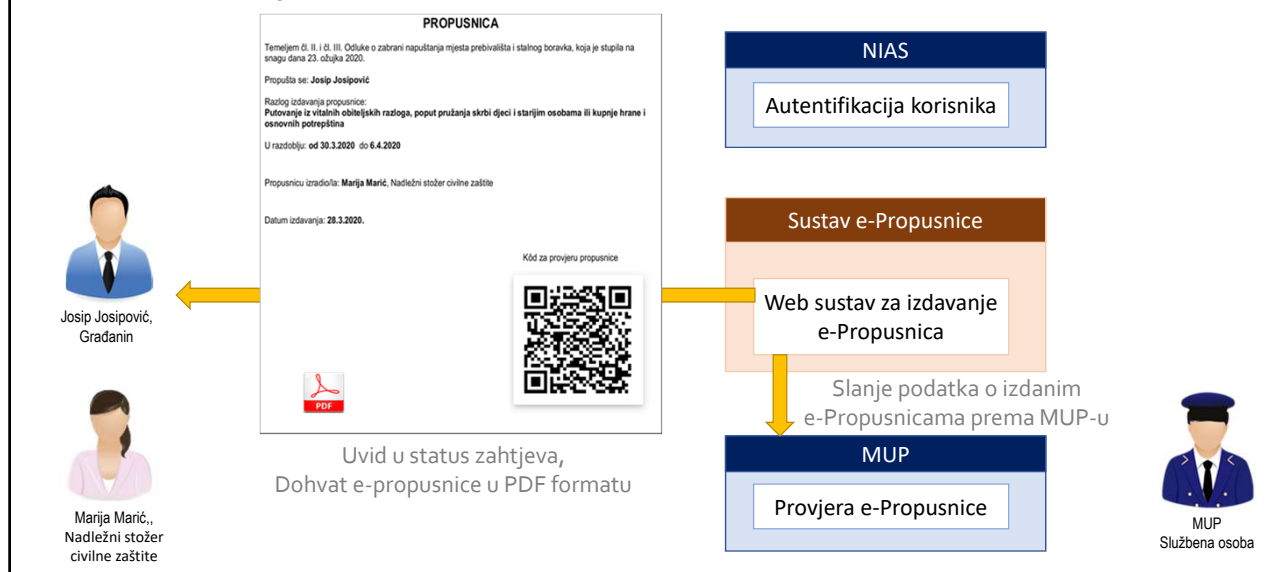 PROPUSNICA
Temeljem čl. II. i čl. III. Odluke o zabrani napuštanja mjesta prebivališta i stalnog boravka, koja je stupila na
snagu dana 23. ožujka 2020.
Propušta se: Josip Josipović
Razlog izdavanja propusnice:
Putovanje iz vitalnih obiteljskih razloga, poput pružanja skrbi djeci i starijim osobama ili kupnje hrane i
osnovnih potrepština
U razdoblju: od 30.3.2020 do 6.4.2020
Propusnicu izradio/la: Marija Marić, Nadležni stožer civilne zaštite
Datum izdavanja: 28.3.2020.
Kôd za provjeru propusnice
PDF
Uvid u status zahtjeva,
Dohvat e-propusnice u PDF formatu
Josip Josipović,
Građanin
Marija Marić,,
Nadležni stožer
civilne zaštite
NIAS
Autentifikacija korisnika
Sustav e-Propusnice
Web sustav za izdavanje
e-Propusnica
Slanje podatka o izdanim
e-Propusnicama prema MUP-u
MUP
Provjera e-Propusnice
MUP
Službena osoba